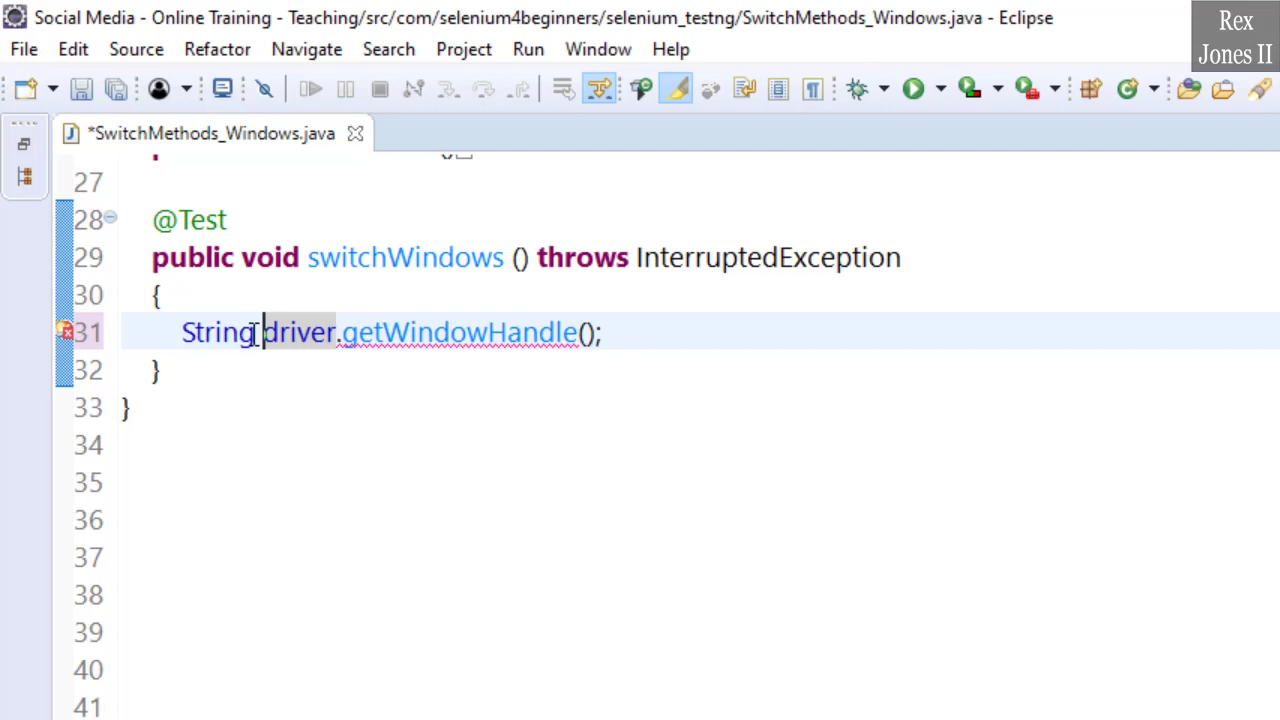 Social Media - Online Training - Teaching/src/com/selenium4beginners/selenium_testng/SwitchMethods_Windows.java - Eclipse
Rex
Jones II
File Edit Source Refactor Navigate Search Project Run Window Help
*SwitchMethods_Windows.java
27
28 @Test
29 public void switchWindows () throws InterruptedException
30 {
31 String driver.getWindowHandle();
32 }
33 }
34
35
36
37
38
39
40
41